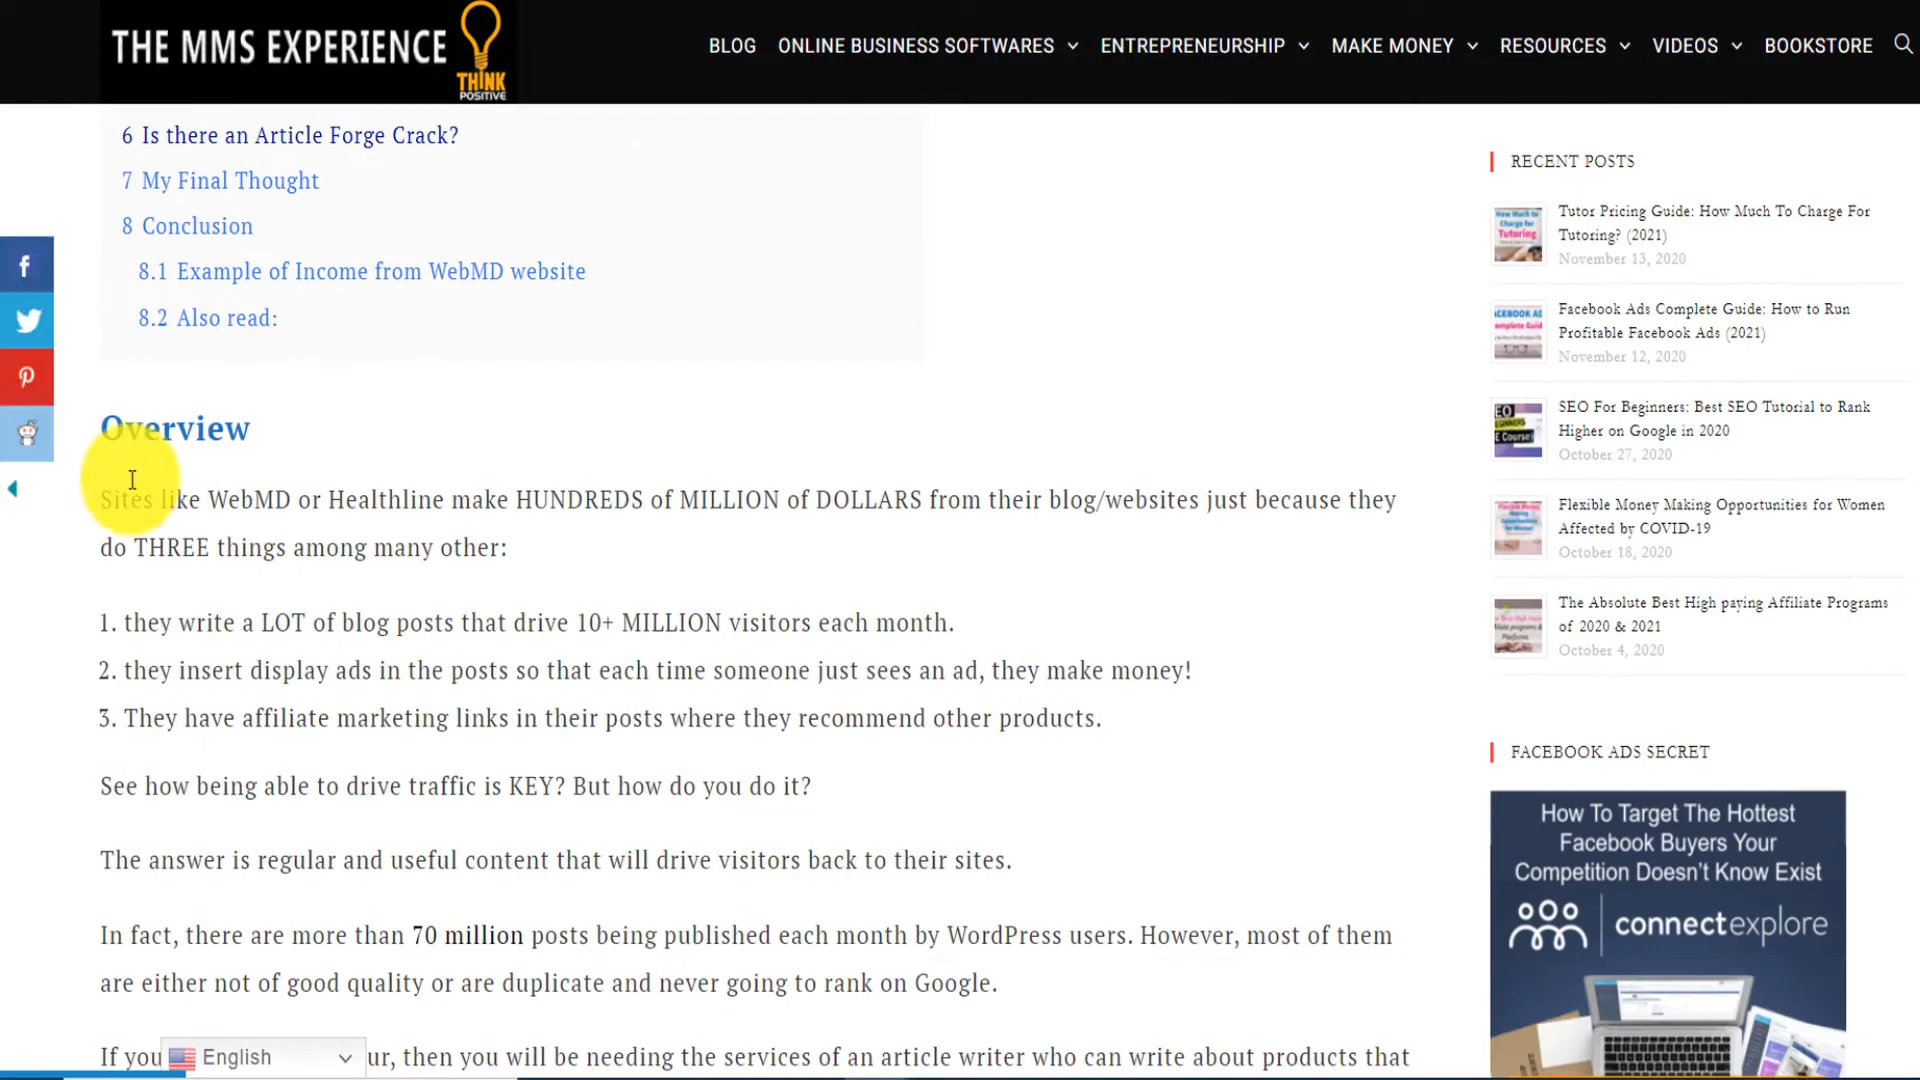 THE MMS EXPERIENCE
THINK
POSITIVE
BLOG ONLINE BUSINESS SOFTWARES ENTREPRENEURSHIP MAKE MONEY RESOURCES VIDEOS BOOKSTORE
6 Is there an Article Forge Crack?
7 My Final Thought
8 Conclusion
8.1 Example of Income from WebMD website
8.2 Also read:
Overview
Sites like WebMD or Healthline make HUNDREDS of MILLION of DOLLARS from their blog/websites just because they
do THREE things among many other:
1. they write a LOT of blog posts that drive 10+ MILLION visitors each month.
2. they insert display ads in the posts so that each time someone just sees an ad, they make money!
3. They have affiliate marketing links in their posts where they recommend other products.
See how being able to drive traffic is KEY? But how do you do it?
The answer is regular and useful content that will drive visitors back to their sites.
In fact, there are more than 70 million posts being published each month by WordPress users. However, most of them
are either not of good quality or are duplicate and never going to rank on Google.
If you ur, then you will be needing the services of an article writer who can write about products that
English
RECENT POSTS
Tutor Pricing Guide: How Much To Charge For
Tutoring? (2021)
November 13, 2020
Facebook Ads Complete Guide: How to Run
Profitable Facebook Ads (2021)
November 12, 2020
SEO For Beginners: Best SEO Tutorial to Rank
Higher on Google in 2020
October 27, 2020
Flexible Money Making Opportunities for Women
Affected by COVID-19
October 18, 2020
The Absolute Best High paying Affiliate Programs
of 2020 & 2021
October 4, 2020
FACEBOOK ADS SECRET
How To Target The Hottest
Facebook Buyers Your
Competition Doesn't Know Exist
connectexplore